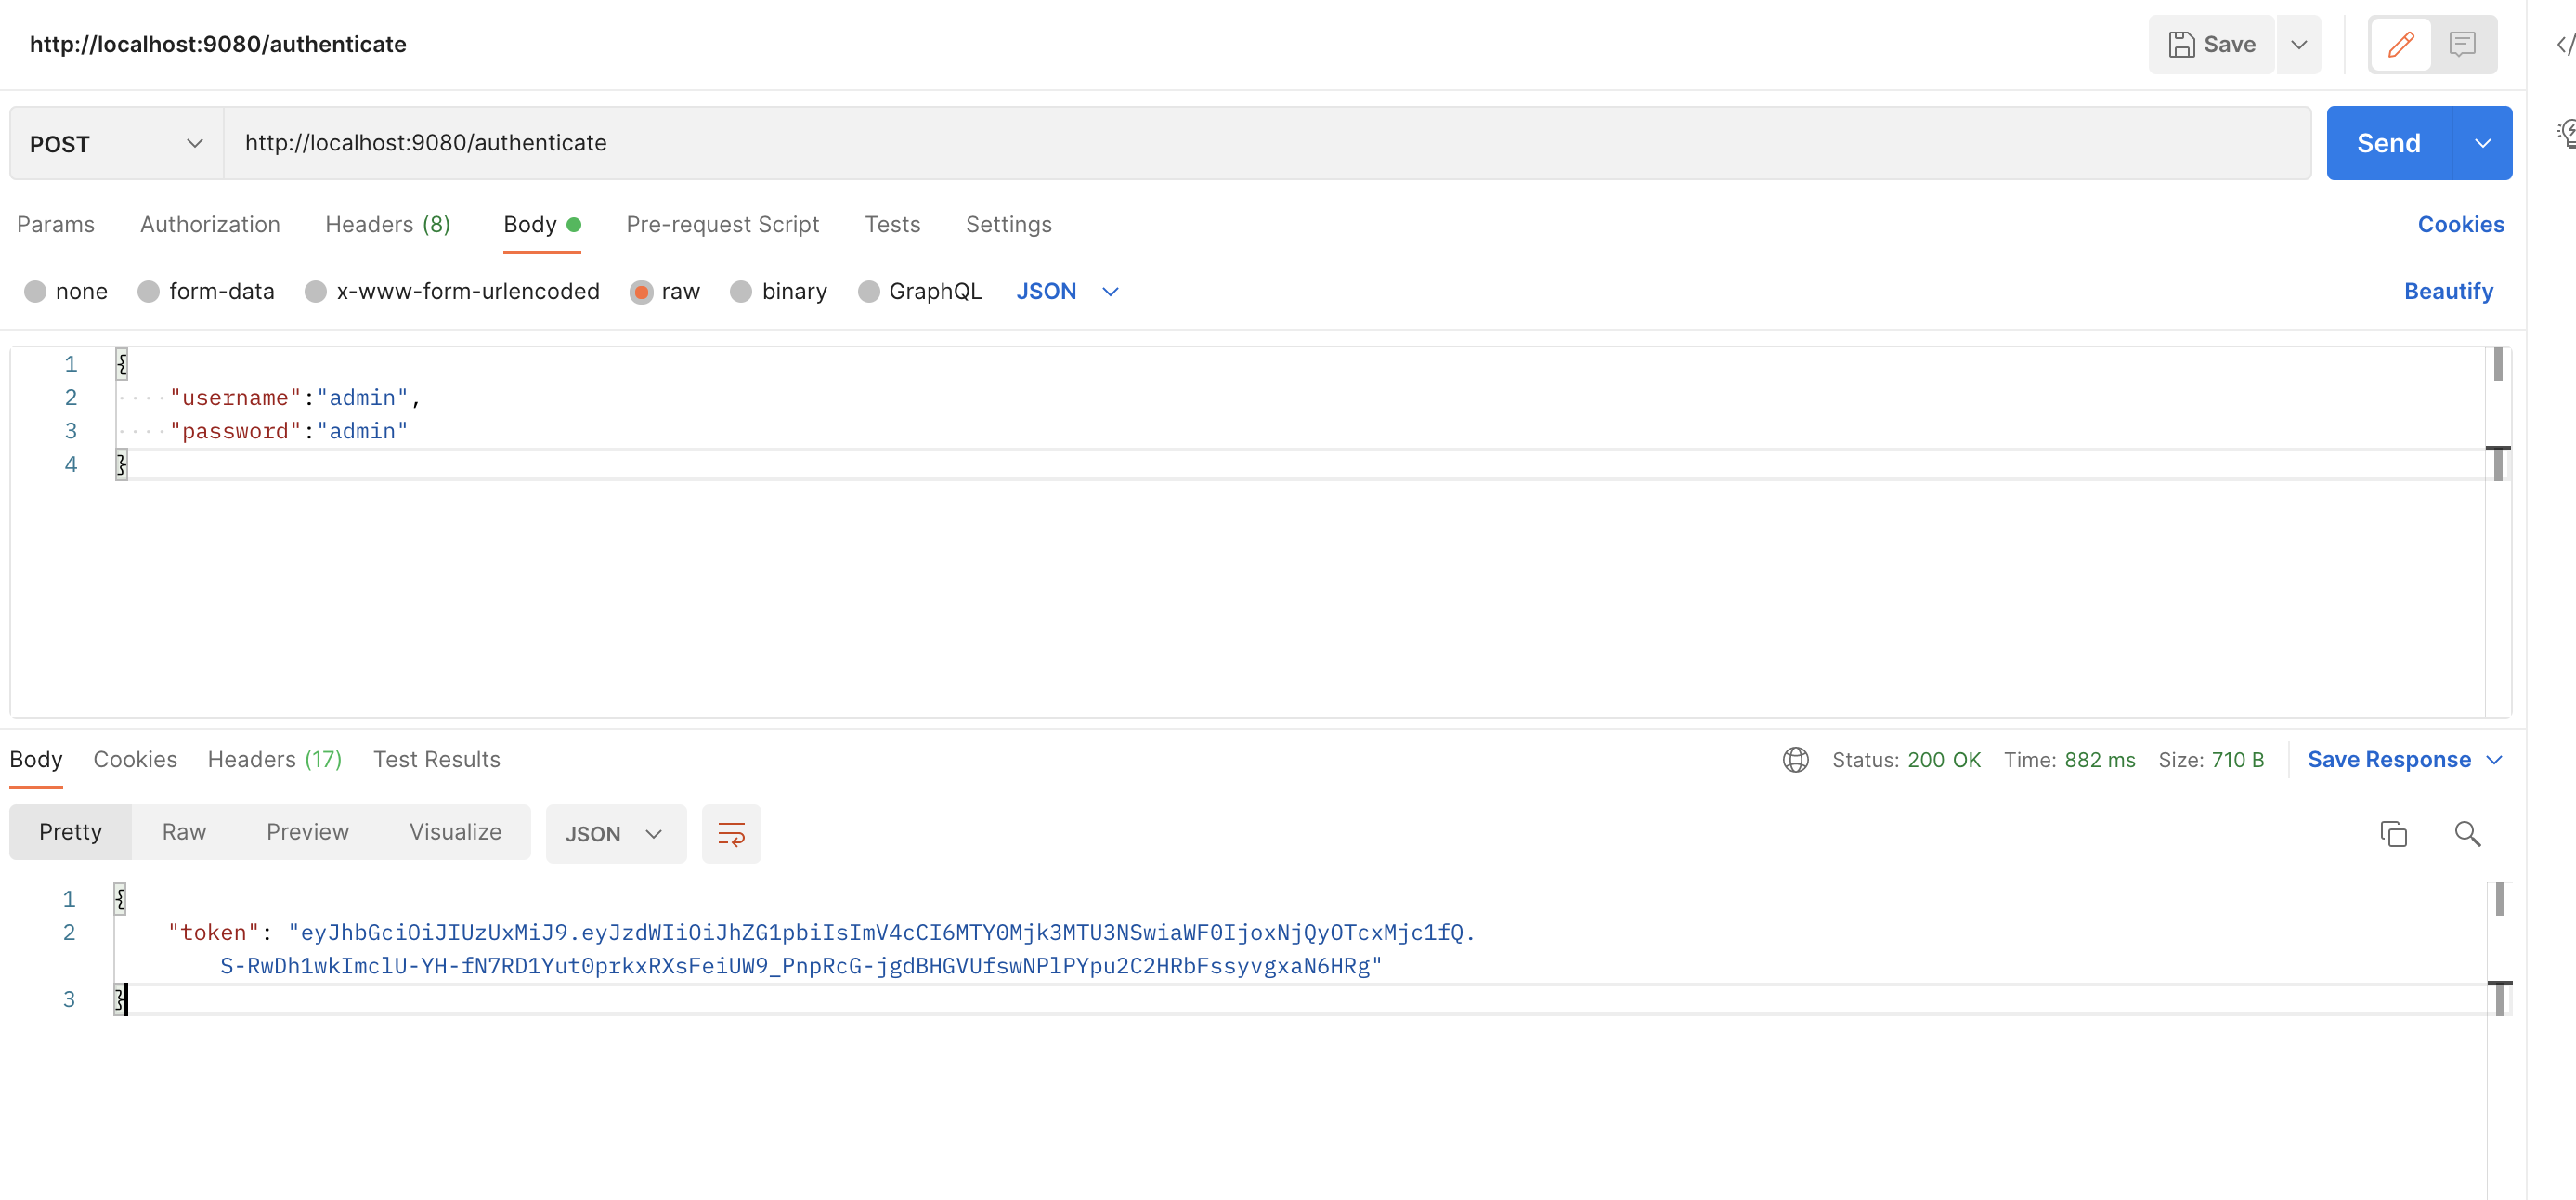 http://localhost:9080/authenticate
Save
POST
http://localhost:9080/authenticate
Send
Params Authorization Headers (8) Body Pre-request Script Tests Settings Cookies
none form-data x-www-form-urlencoded raw binary GraphQL JSON Beautify
1 {
2 "username":"admin",
3 "password":"admin"
4 }
Body Cookies Headers (17) Test Results Status: 200 OK Time: 882 ms Size: 710 B Save Response
Pretty Raw Preview Visualize JSON
1 {
2 "token": "eyJhbGciOiJIUzUxMiJ9.eyJzdWIiOiJhZG1pbiIsImV4cCI6MTY0Mjk3MTU3NSwiaWF0IjoxNjQyOTcxMjc1fQ.
S-RwDh1wkImclU-YH-fN7RD1Yut0prkxRXsFeiUW9_PnpRcG-jgdBHGVUfswNPlPYpu2C2HRbFssyvgxaN6HRg"
3 }